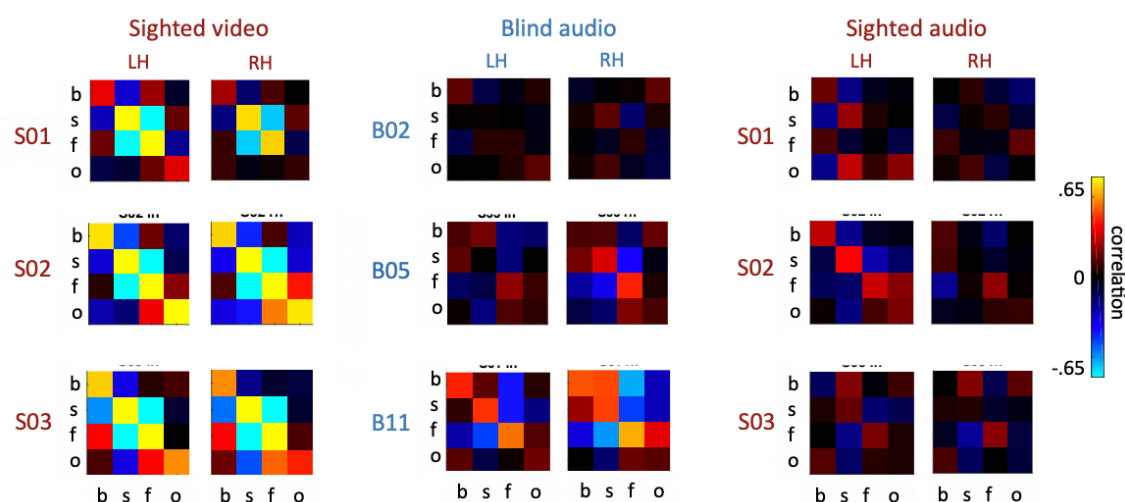 Sighted video Blind audio Sighted audio
LH RH LH RH LH RH
b
s
f
o
S01
B02
S01
b
s
f
o
S02
B05
S02
b
s
f
o
S03
B11
S03
b s f o b s f o b s f o
.65
0
-.65
correlation